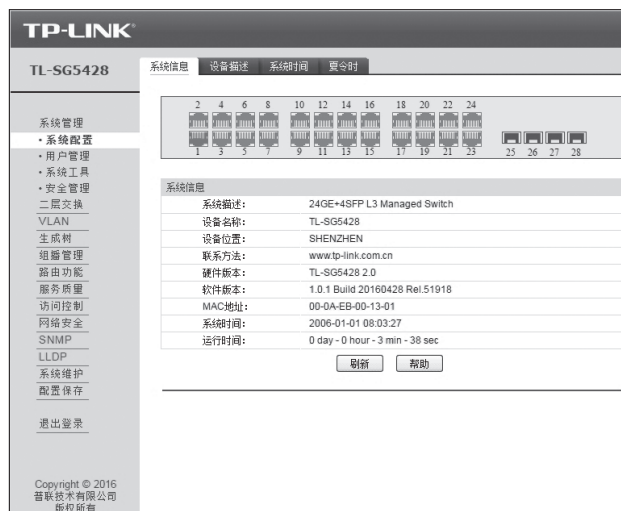 TP-LINK
TL-SG5428
系统信息 设备描述 系统时间 夏令时
系统管理
·系统配置
·用户管理
·系统工具
·安全管理
二层交换
VLAN
生成树
组播管理
路由功能
服务质量
访问控制
网络安全
SNMP
LLDP
系统维护
配置保存
退出登录
Copyright © 2016
普联技术有限公司
版权所有
2 4 6 8 10 12 14 16 18 20 22 24
1 3 5 7 9 11 13 15 17 19 21 23 25 26 27 28
系统信息
系统描述: 24GE+4SFP L3 Managed Switch
设备名称: TL-SG5428
设备位置: SHENZHEN
联系方法: www.tp-link.com.cn
硬件版本: TL-SG5428 2.0
软件版本: 1.0.1 Build 20160428 Rel.51918
MAC地址: 00-0A-EB-00-13-01
系统时间: 2006-01-01 08:03:27
运行时间: 0 day - 0 hour - 3 min - 38 sec
刷新 帮助